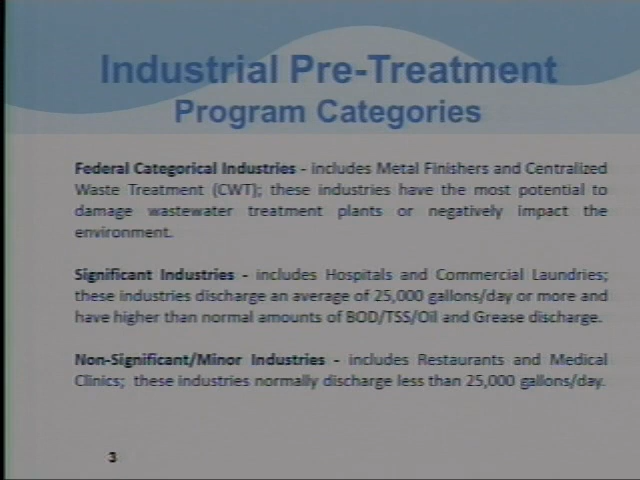 Industrial Pre-Treatment
Program Categories
Federal Categorical Industries - includes Metal Finishers and Centralized
Waste Treatment (CWT); these industries have the most potential to
damage wastewater treatment plants or negatively impact the
environment.
Significant Industries - includes Hospitals and Commercial Laundries;
these industries discharge an average of 25,000 gallons/day or more and
have higher than normal amounts of BOD/TSS/Oil and Grease discharge.
Non-Significant/Minor Industries - includes Restaurants and Medical
Clinics; these industries normally discharge less than 25,000 gallons/day.
3